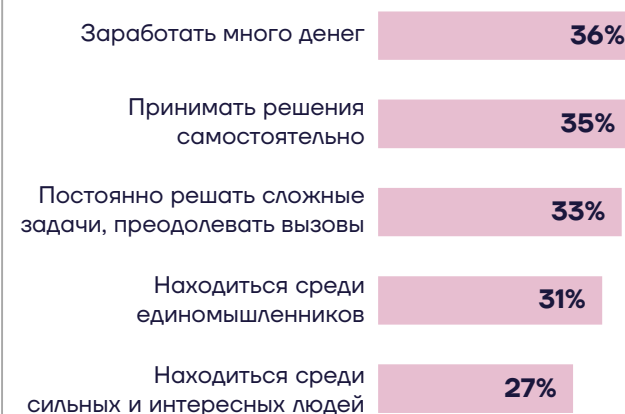 Заработать много денег
36%
Принимать решения
самостоятельно
35%
Постоянно решать сложные
задачи, преодолевать вызовы
33%
Находиться среди
единомышленников
31%
Находиться среди
сильных и интересных людей
27%